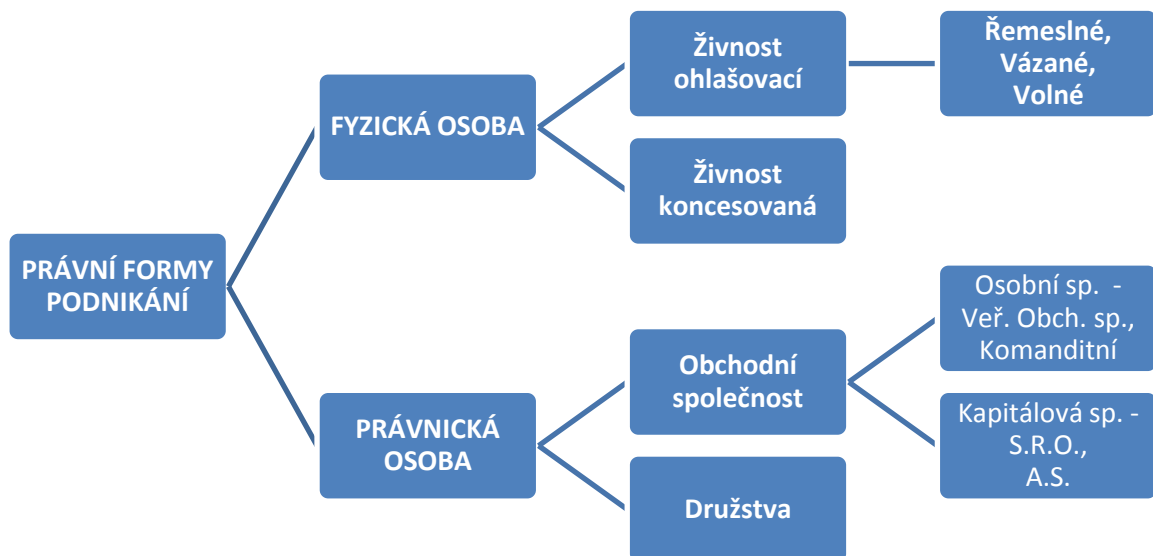 PRÁVNÍ FORMY
PODNIKÁNÍ
FYZICKÁ OSOBA
Živnost
ohlašovací
Řemeslné,
Vázané,
Volné
Živnost
koncesovaná
PRÁVNICKÁ
OSOBA
Obchodní
společnost
Osobní sp. -
Veř. Obch. sp.,
Komanditní
Kapitálová sp. -
S.R.O.,
A.S.
Družstva